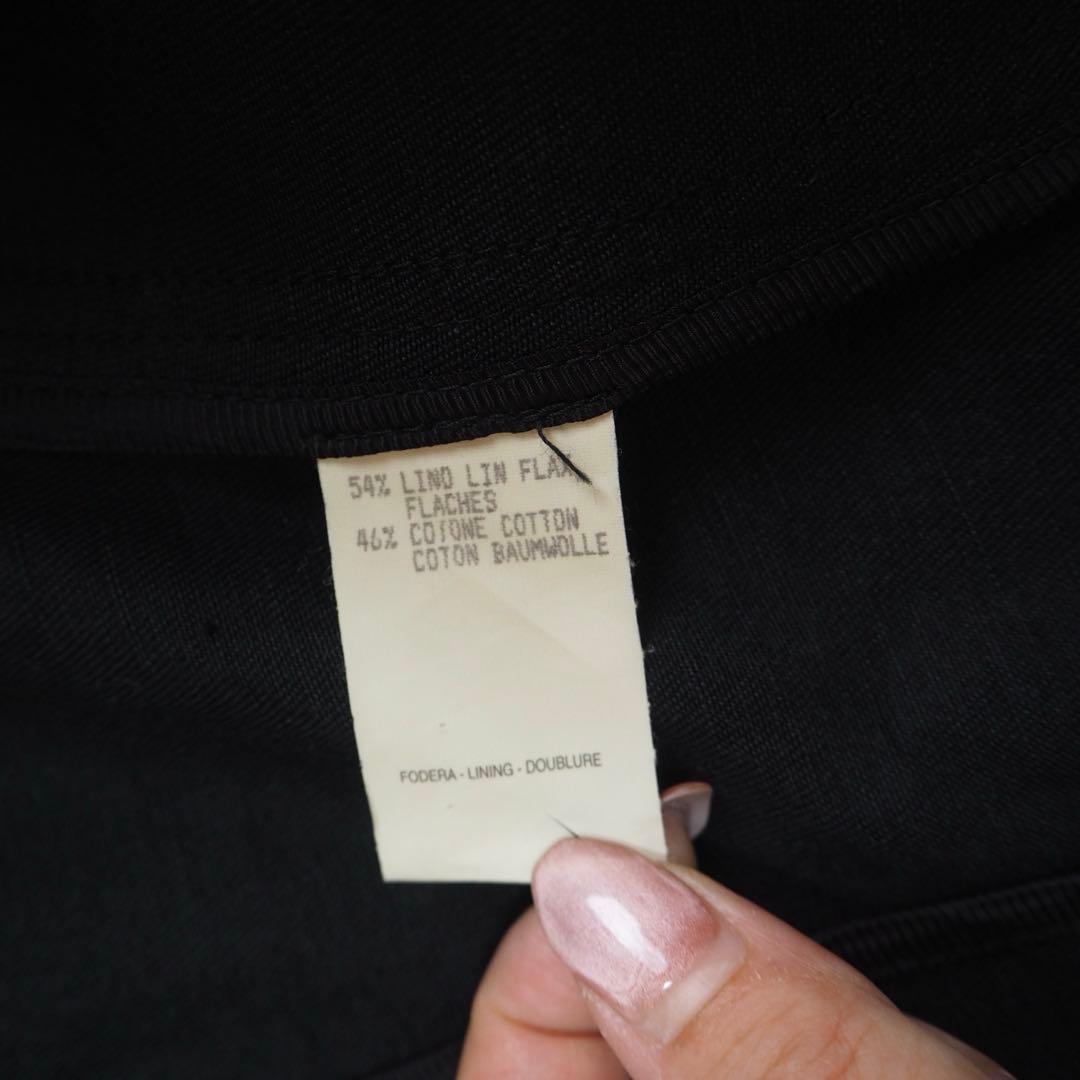 54% LINO LIN FLAX
FLACHES
46% COTONE COTTON
COTON BAUMWOLLE
FODERA - LINING - DOUBLURE